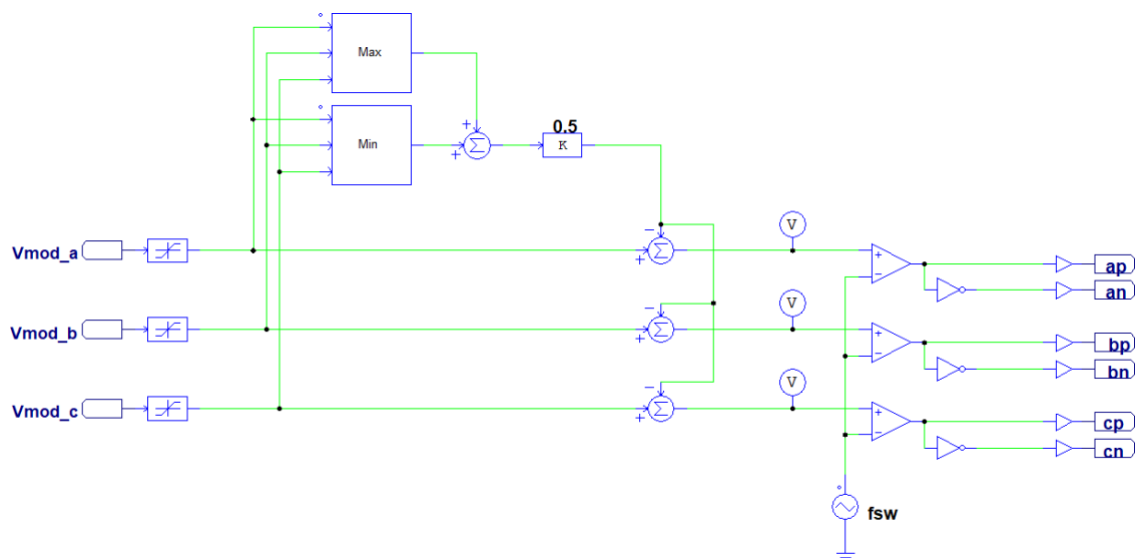 Max
Min
0.5
K
Vmod_a
V
ap
an
Vmod_b
V
bp
bn
Vmod_c
V
cp
cn
fsw